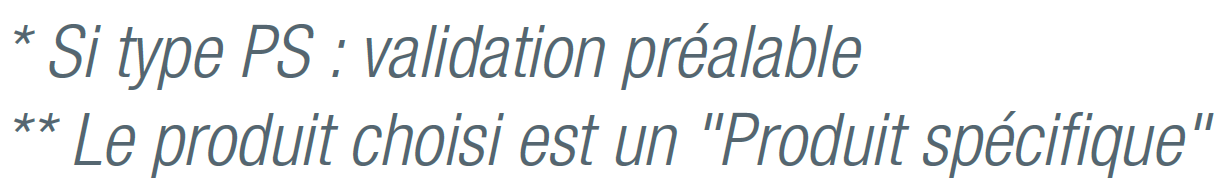 * Si type PS : validation préalable
** Le produit choisi est un "Produit spécifique"